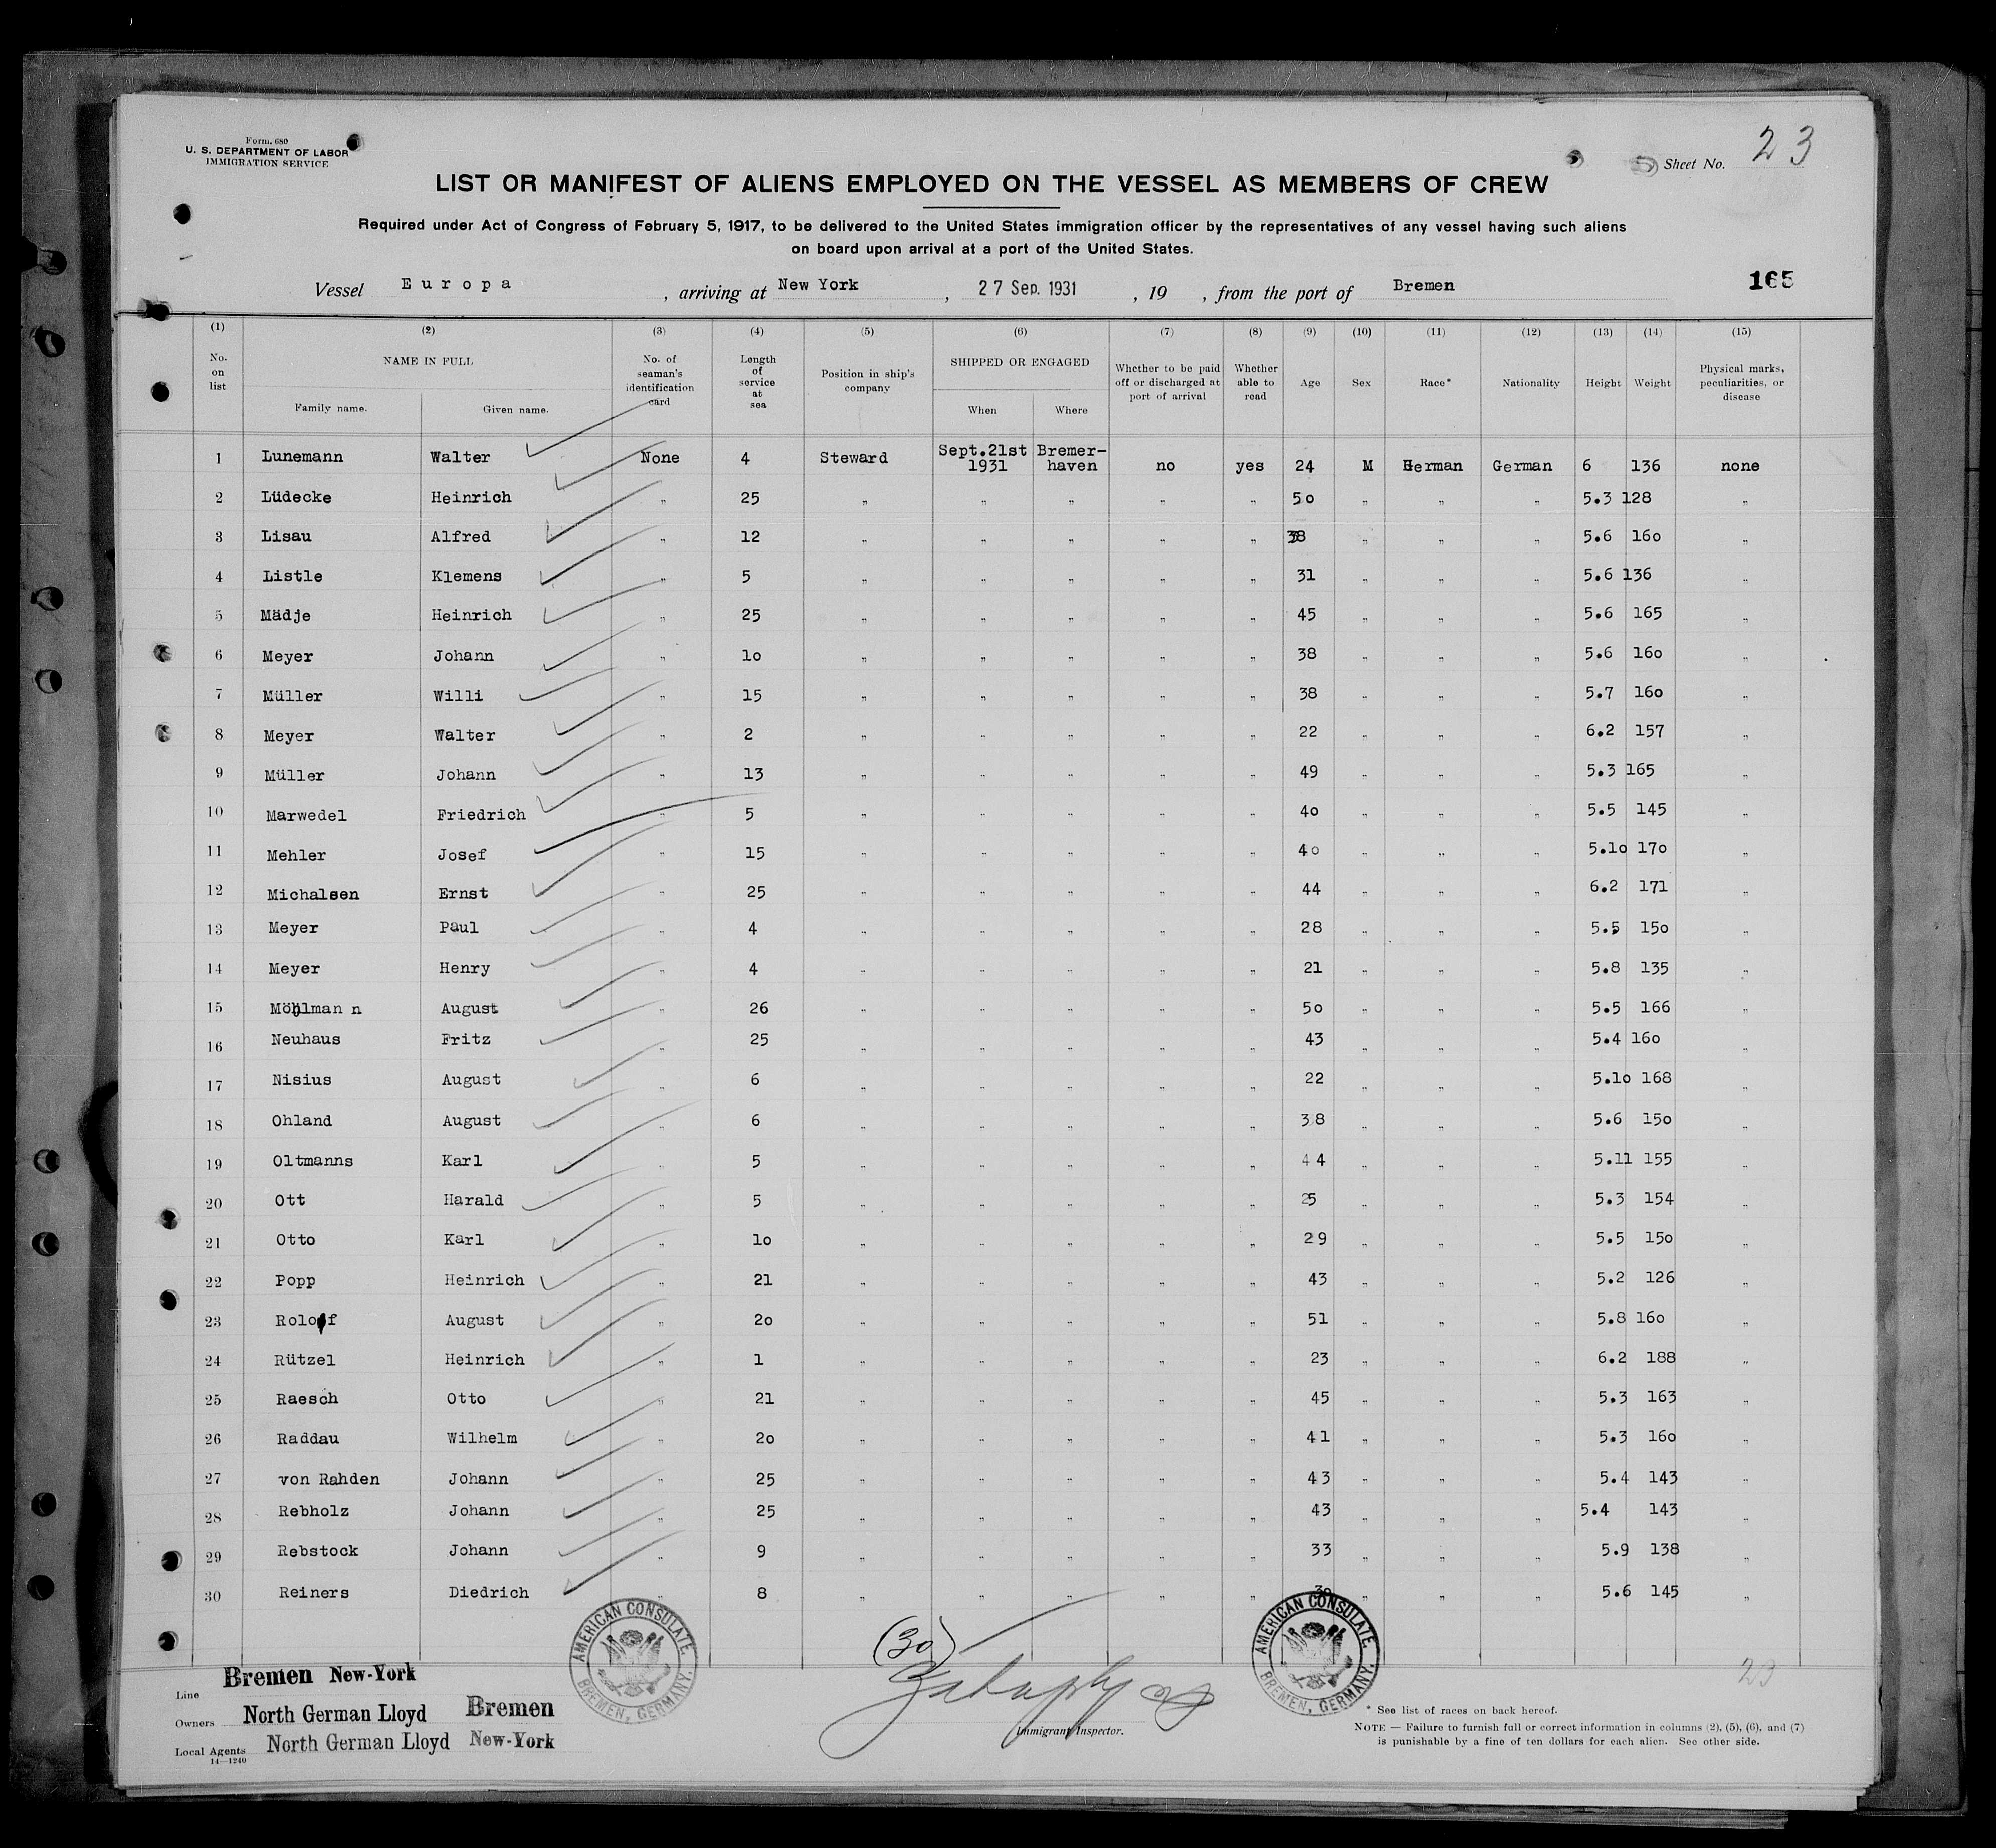 Form. 680
U. S. DEPARTMENT OF LABOR
IMMIGRATION SERVICE
Sheet No. 23
LIST OR MANIFEST OF ALIENS EMPLOYED ON THE VESSEL AS MEMBERS OF CREW
Required under Act of Congress of February 5, 1917, to be delivered to the United States immigration officer by the representatives of any vessel having such aliens
on board upon arrival at a port of the United States.
Vessel Europa , arriving at New York , 27 Sep. 1931 , 19 , from the port of Bremen 165
(1) (2) (3) (4) (5) (6) (7) (8) (9) (10) (11) (12) (13) (14) (15)
No. on list NAME IN FULL Family name. Given name. No. of seaman's identification card Length of service at sea Position in ship's company SHIPPED OR ENGAGED When Where Whether to be paid off or discharged at port of arrival Whether able to read Age Sex Race* Nationality Height Weight Physical marks, peculiarities, or disease
1 Lunemann Walter None 4 Steward Sept.21st 1931 Bremer-haven no yes 24 M German German 6 136 none
2 Lüdecke Heinrich " 25 " " " " " 50 " " " 5.3 128 "
3 Lisau Alfred " 12 " " " " " 38 " " " 5.6 160 "
4 Listle Klemens " 5 " " " " " 31 " " " 5.6 136 "
5 Mädje Heinrich " 25 " " " " " 45 " " " 5.6 165 "
6 Meyer Johann " 10 " " " " " 38 " " " 5.6 160 "
7 Müller Willi " 15 " " " " " 38 " " " 5.7 160 "
8 Meyer Walter " 2 " " " " " 22 " " " 6.2 157 "
9 Müller Johann " 13 " " " " " 49 " " " 5.3 165 "
10 Marwedel Friedrich " 5 " " " " " 40 " " " 5.5 145 "
11 Mehler Josef " 15 " " " " " 40 " " " 5.10 170 "
12 Michalsen Ernst " 25 " " " " " 44 " " " 6.2 171 "
13 Meyer Paul " 4 " " " " " 28 " " " 5.5 150 "
14 Meyer Henry " 4 " " " " " 21 " " " 5.8 135 "
15 Möhlman n August " 26 " " " " " 50 " " " 5.5 166 "
16 Neuhaus Fritz " 25 " " " " " 43 " " " 5.4 160 "
17 Nisius August " 6 " " " " " 22 " " " 5.10 168 "
18 Ohland August " 6 " " " " " 38 " " " 5.6 150 "
19 Oltmanns Karl " 5 " " " " " 44 " " " 5.11 155 "
20 Ott Harald " 5 " " " " " 25 " " " 5.3 154 "
21 Otto Karl " 10 " " " " " 29 " " " 5.5 150 "
22 Popp Heinrich " 21 " " " " " 43 " " " 5.2 126 "
23 Roloff August " 20 " " " " " 51 " " " 5.8 160 "
24 Rützel Heinrich " 1 " " " " " 23 " " " 6.2 188 "
25 Raesch Otto " 21 " " " " " 45 " " " 5.3 163 "
26 Raddau Wilhelm " 20 " " " " " 41 " " " 5.3 160 "
27 von Rahden Johann " 25 " " " " " 43 " " " 5.4 143 "
28 Rebholz Johann " 25 " " " " " 43 " " " 5.4 143 "
29 Rebstock Johann " 9 " " " " " 33 " " " 5.9 138 "
30 Reiners Diedrich " 8 " " " " " 30 " " " 5.6 145 "
AMERICAN CONSULATE. BREMEN, GERMANY.
(30)
AMERICAN CONSULATE. BREMEN, GERMANY.
23
Line Bremen New-York
Owners North German Lloyd Bremen
Local Agents North German Lloyd New-York
14—1240
Immigrant Inspector.
* See list of races on back hereof.
NOTE — Failure to furnish full or correct information in columns (2), (5), (6), and (7)
is punishable by a fine of ten dollars for each alien. See other side.